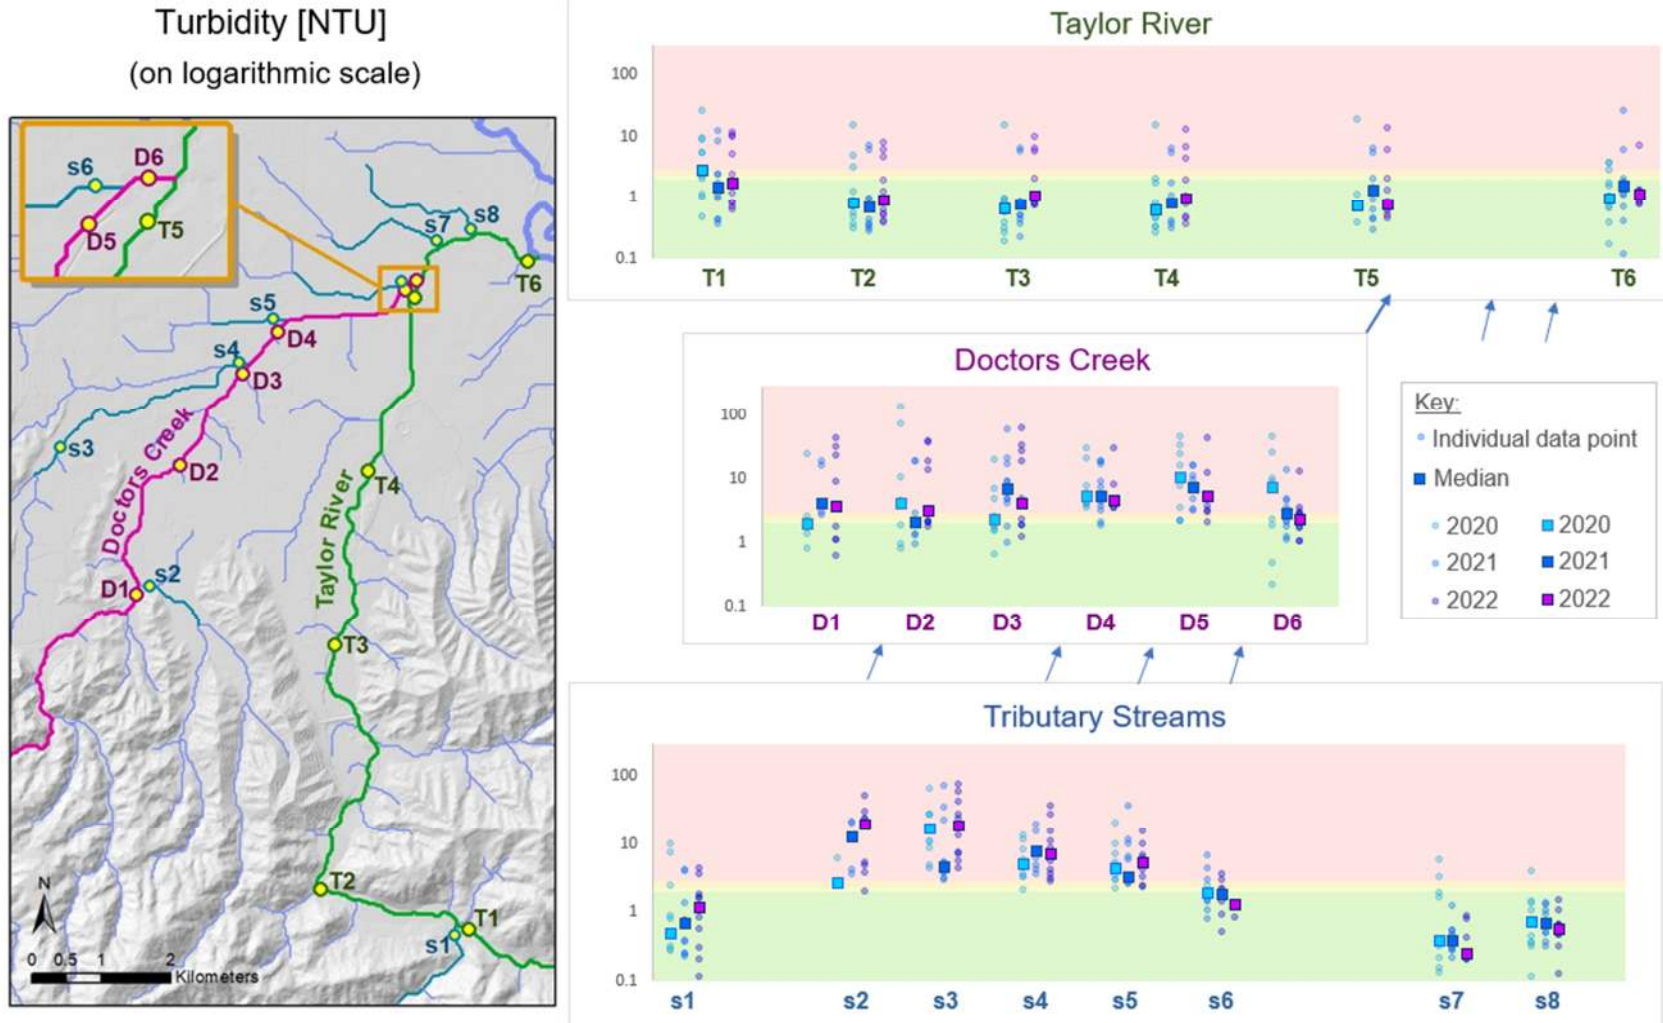 Turbidity [NTU]
(on logarithmic scale)
s6
D6
D5
T5
s7
s8
T6
s5
D4
s4
D3
s3
Doctors Creek
D2
T4
Taylor River
D1
s2
T3
T2
T1
s1
N
0 0.5 1 2
Kilometers
Taylor River
100
10
1
0.1
T1 T2 T3 T4 T5 T6
Doctors Creek
100
10
1
0.1
D1 D2 D3 D4 D5 D6
Key:
Individual data point
Median
2020 2020
2021 2021
2022 2022
Tributary Streams
100
10
1
0.1
s1 s2 s3 s4 s5 s6 s7 s8